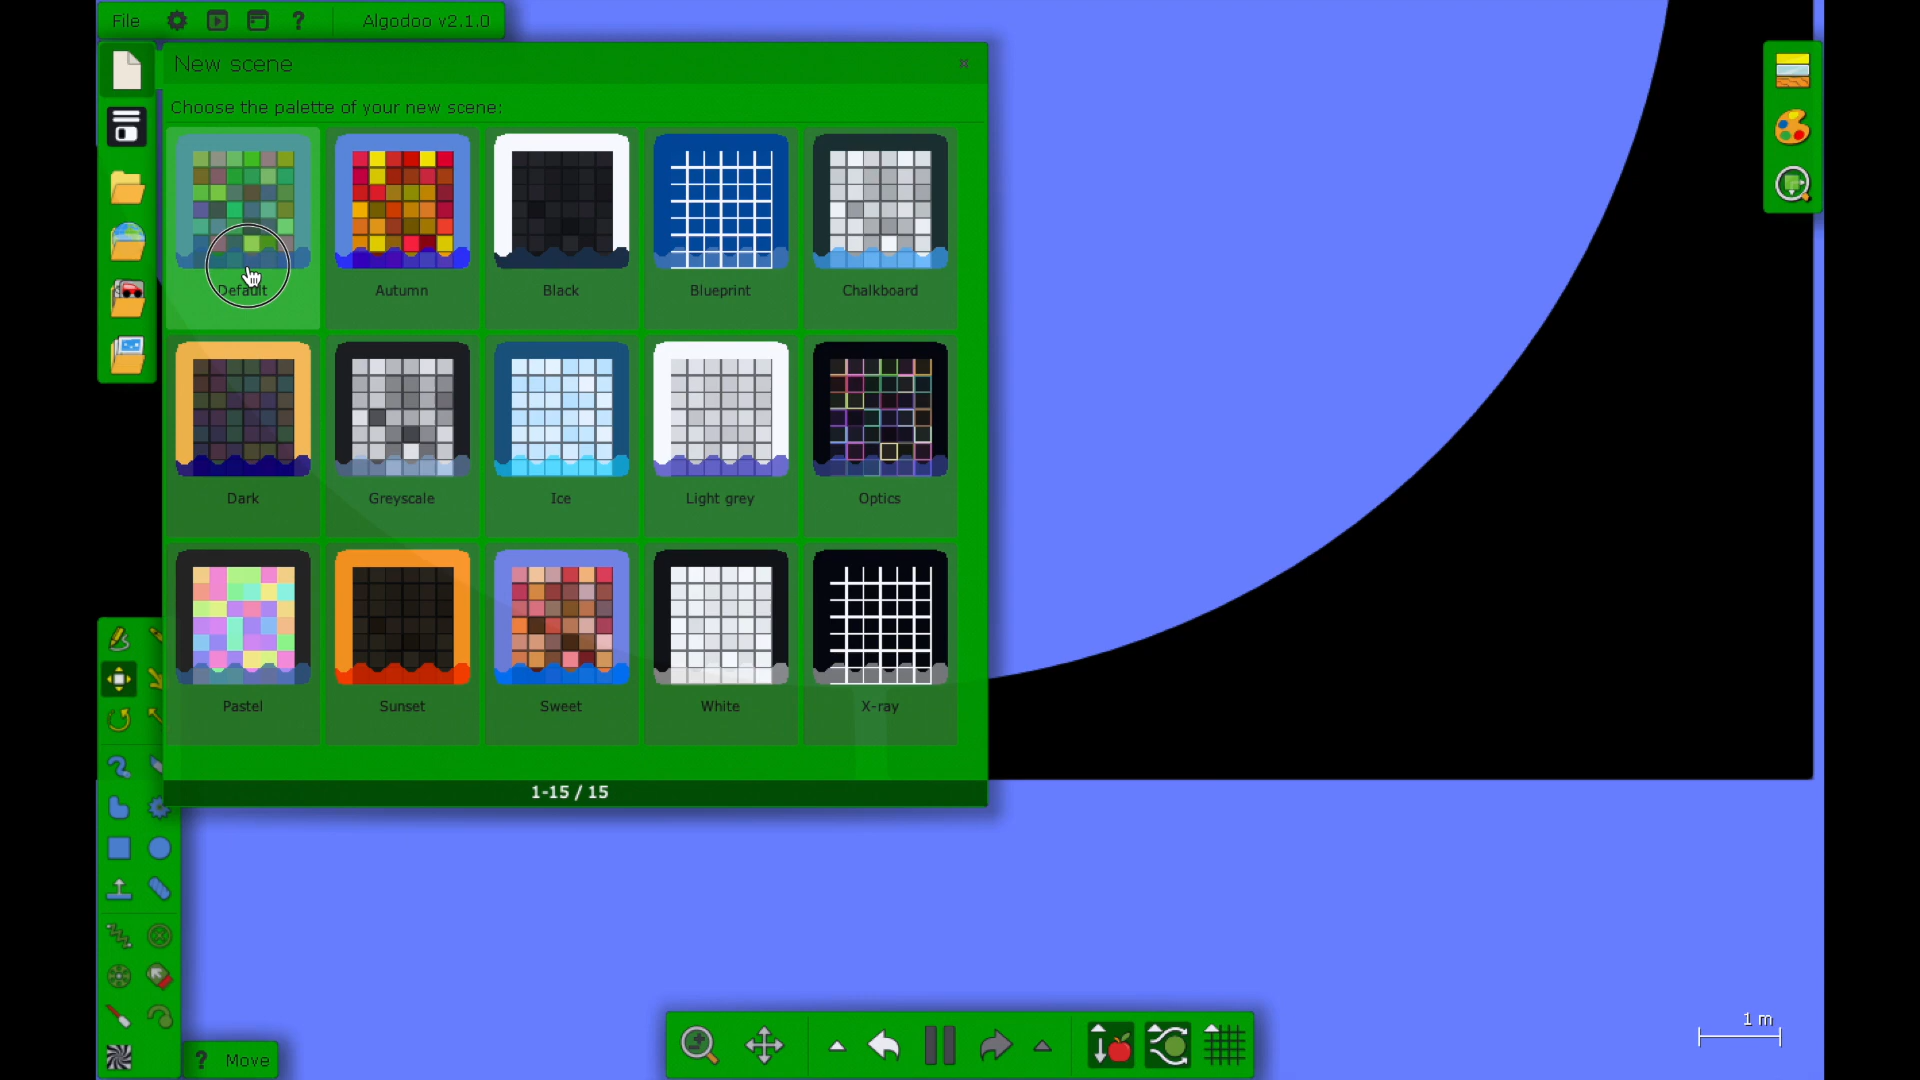 File ? Algodoo v2.1.0
New scene
Choose the palette of your new scene:
Default Autumn Black Blueprint Chalkboard
Dark Greyscale Ice Light grey Optics
Pastel Sunset Sweet White X-ray
1-15 / 15
1 m
? Move